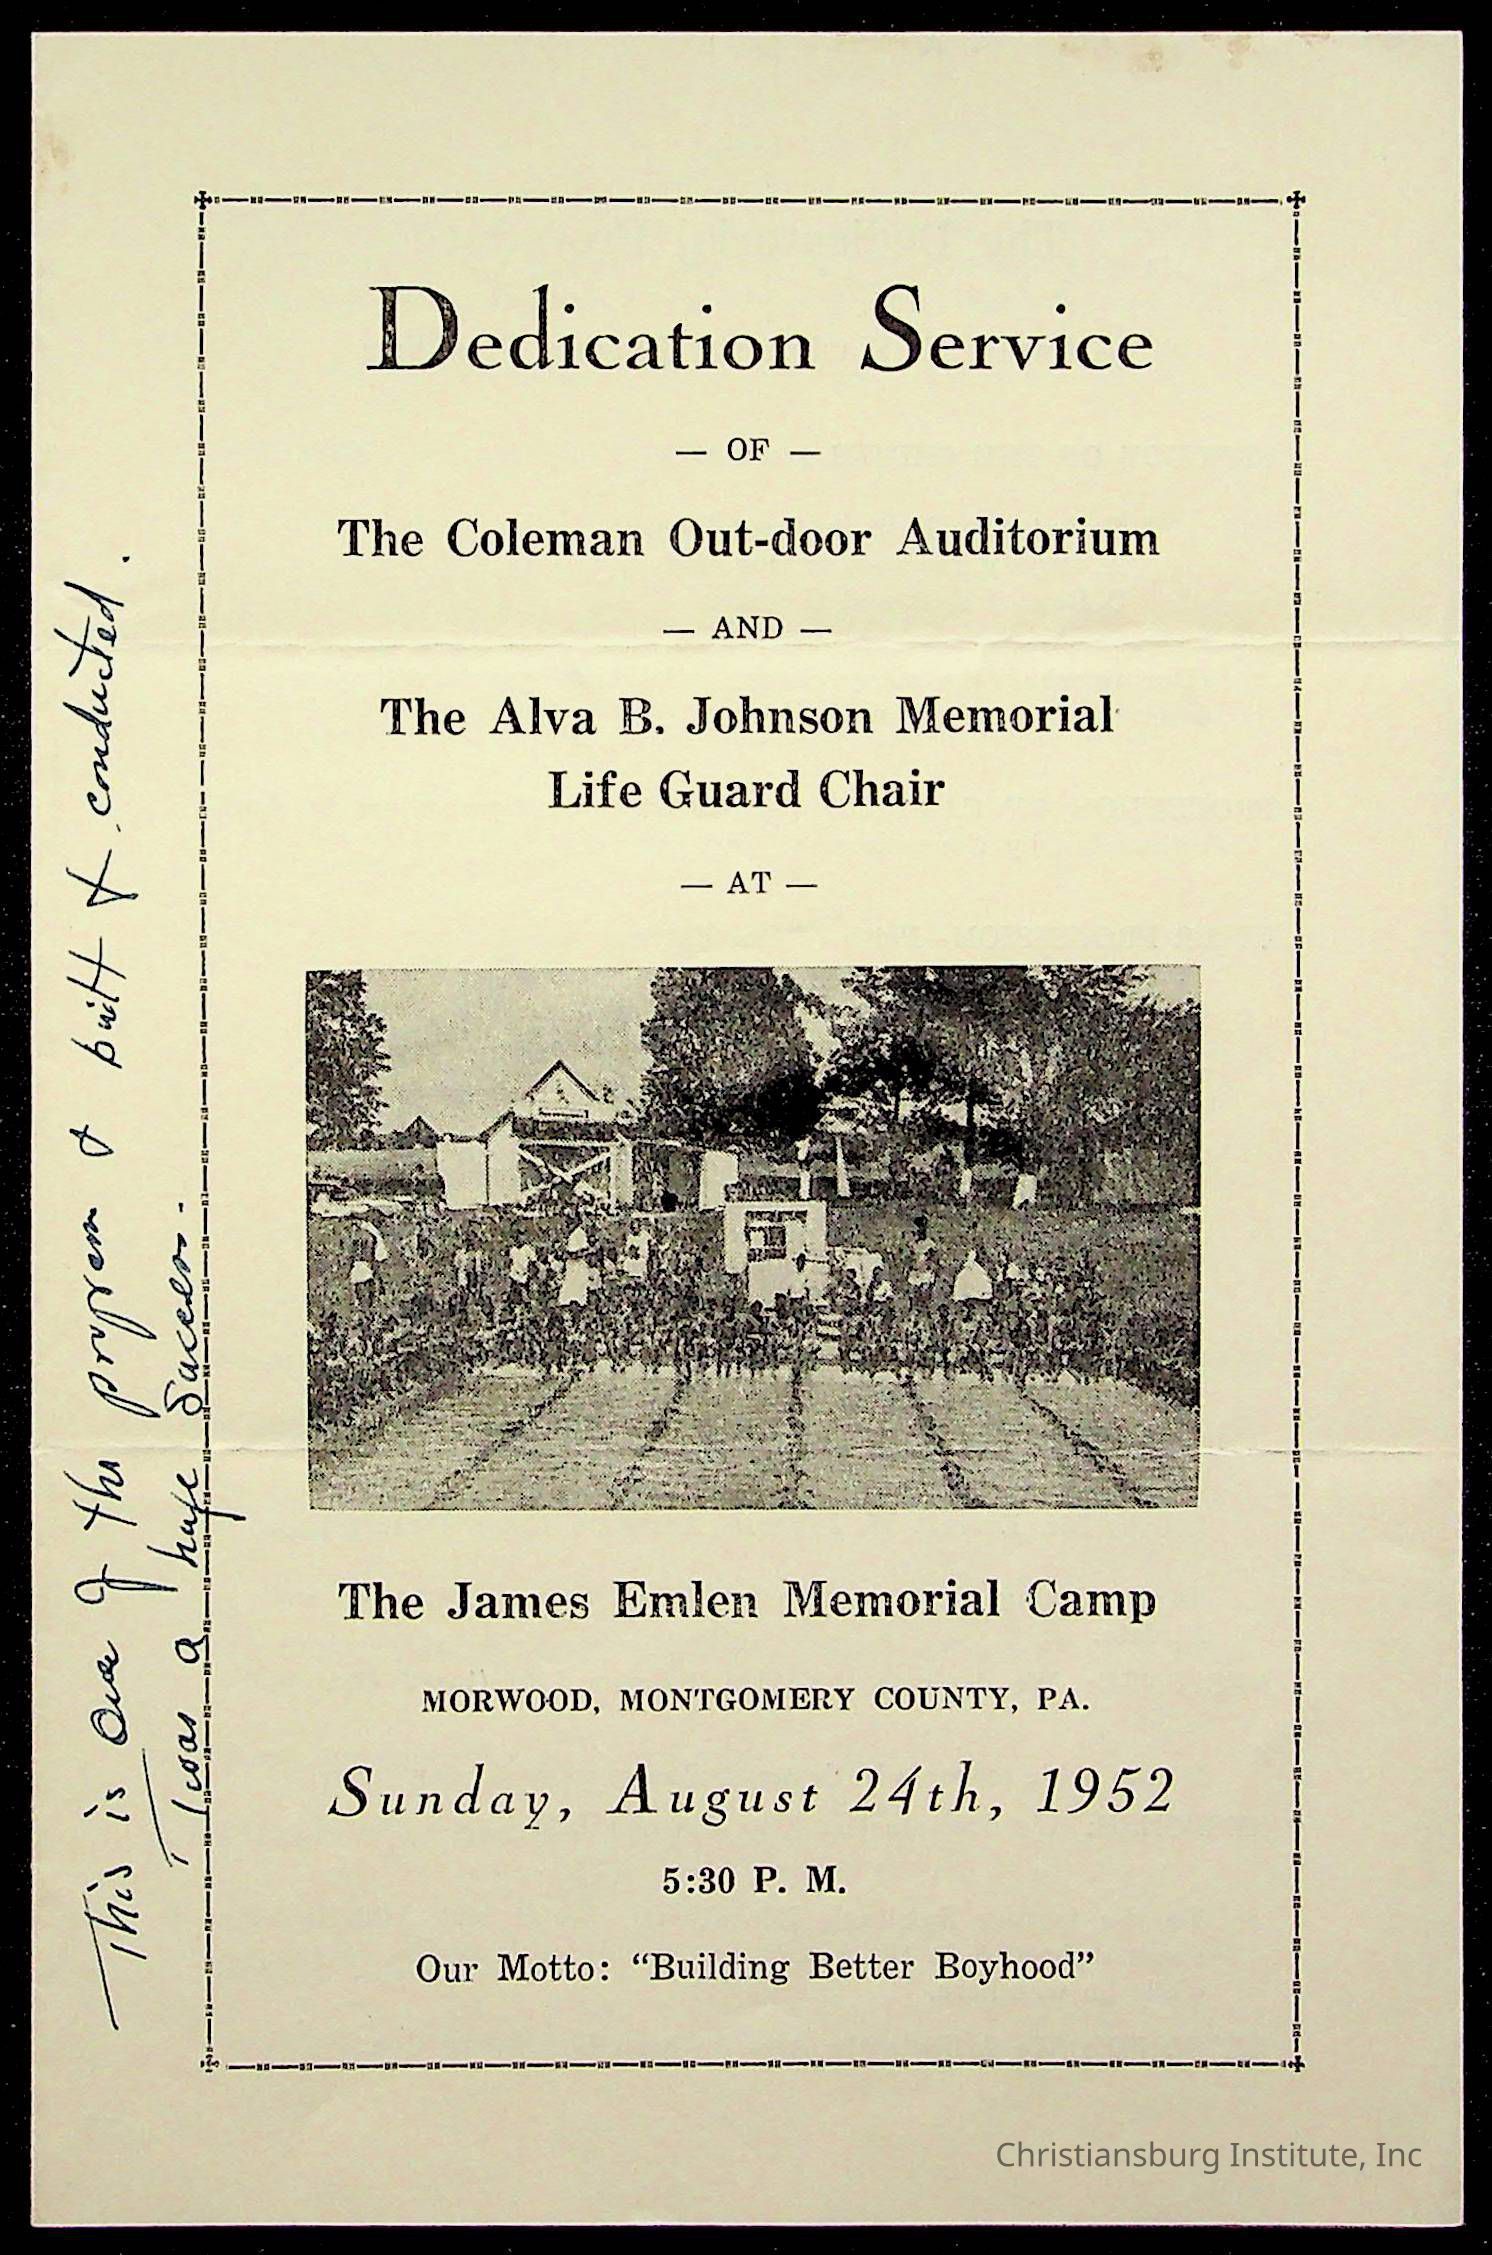 Dedication Service
— OF —
The Coleman Out-door Auditorium
— AND —
The Alva B. Johnson Memorial
Life Guard Chair
— AT —
The James Emlen Memorial Camp
MORWOOD, MONTGOMERY COUNTY, PA.
Sunday, August 24th, 1952
5:30 P. M.
Our Motto: “Building Better Boyhood”
This is one of the program I built & conducted.
I was a huge Success.
Christiansburg Institute, Inc